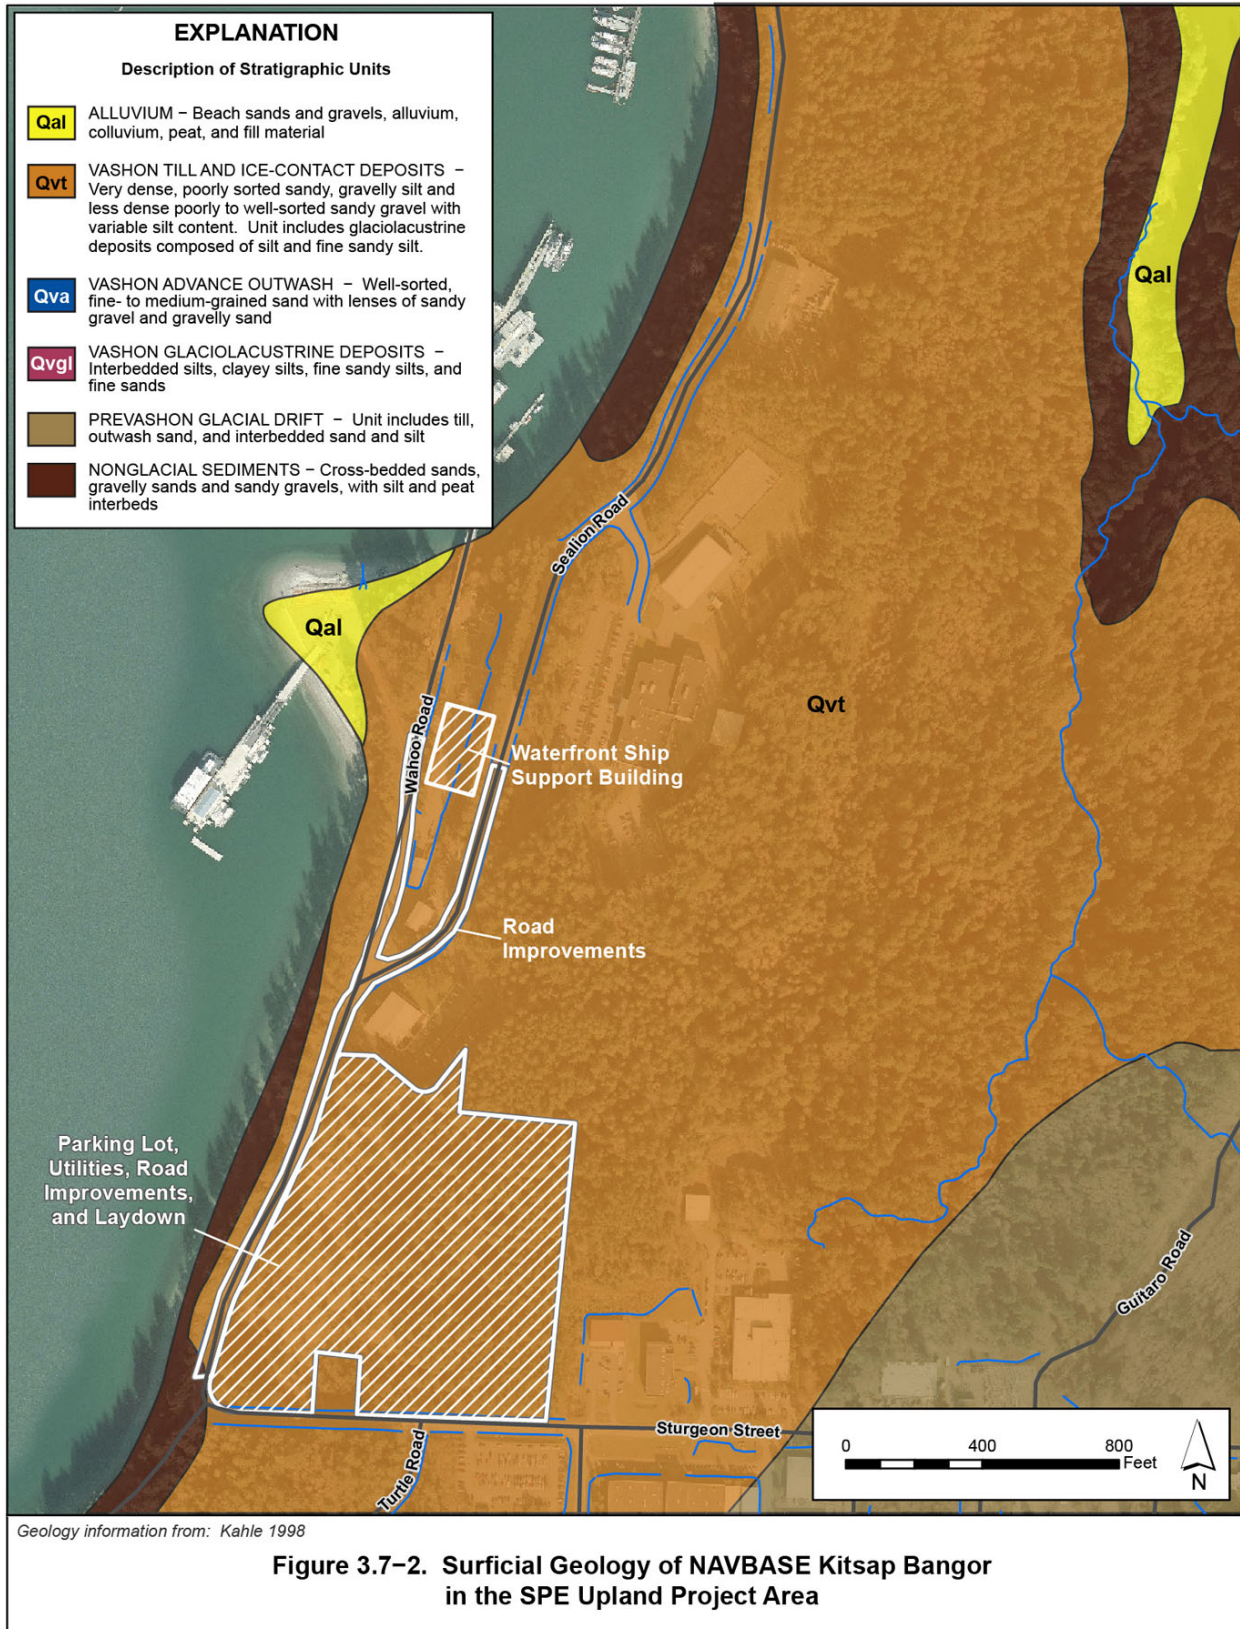 EXPLANATION
Description of Stratigraphic Units
Qal
ALLUVIUM – Beach sands and gravels, alluvium,
colluvium, peat, and fill material
Qvt
VASHON TILL AND ICE-CONTACT DEPOSITS –
Very dense, poorly sorted sandy, gravelly silt and
less dense poorly to well-sorted sandy gravel with
variable silt content. Unit includes glaciolacustrine
deposits composed of silt and fine sandy silt.
Qva
VASHON ADVANCE OUTWASH – Well-sorted,
fine- to medium-grained sand with lenses of sandy
gravel and gravelly sand
Qvgl
VASHON GLACIOLACUSTRINE DEPOSITS –
Interbedded silts, clayey silts, fine sandy silts, and
fine sands
PREVASHON GLACIAL DRIFT – Unit includes till,
outwash sand, and interbedded sand and silt
NONGLACIAL SEDIMENTS – Cross-bedded sands,
gravelly sands and sandy gravels, with silt and peat
interbeds
Qal
Sealion Road
Qal
Qvt
Wahoo Road
Waterfront Ship
Support Building
Road
Improvements
Parking Lot,
Utilities, Road
Improvements,
and Laydown
Guitaro Road
Sturgeon Street
Turtle Road
0 400 800
Feet
N
Geology information from: Kahle 1998
Figure 3.7–2. Surficial Geology of NAVBASE Kitsap Bangor
in the SPE Upland Project Area